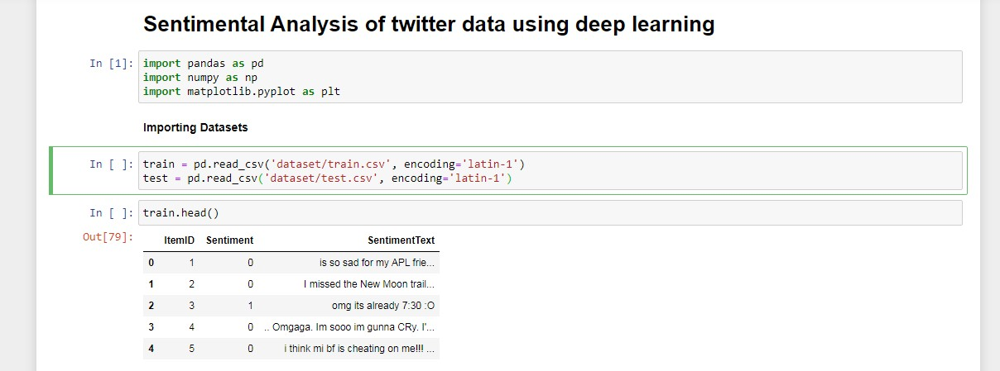 Sentimental Analysis of twitter data using deep learning
In [1]: import pandas as pd
import numpy as np
import matplotlib.pyplot as plt
Importing Datasets
In [ ]: train = pd.read_csv('dataset/train.csv', encoding='latin-1')
test = pd.read_csv('dataset/test.csv', encoding='latin-1')
In [ ]: train.head()
Out[79]:
ItemID Sentiment SentimentText
0 1 0 is so sad for my APL frie...
1 2 0 I missed the New Moon trail...
2 3 1 omg its already 7:30 :O
3 4 0 .. Omgaga. Im sooo im gunna CRy. I'...
4 5 0 i think mi bf is cheating on me!!! ...